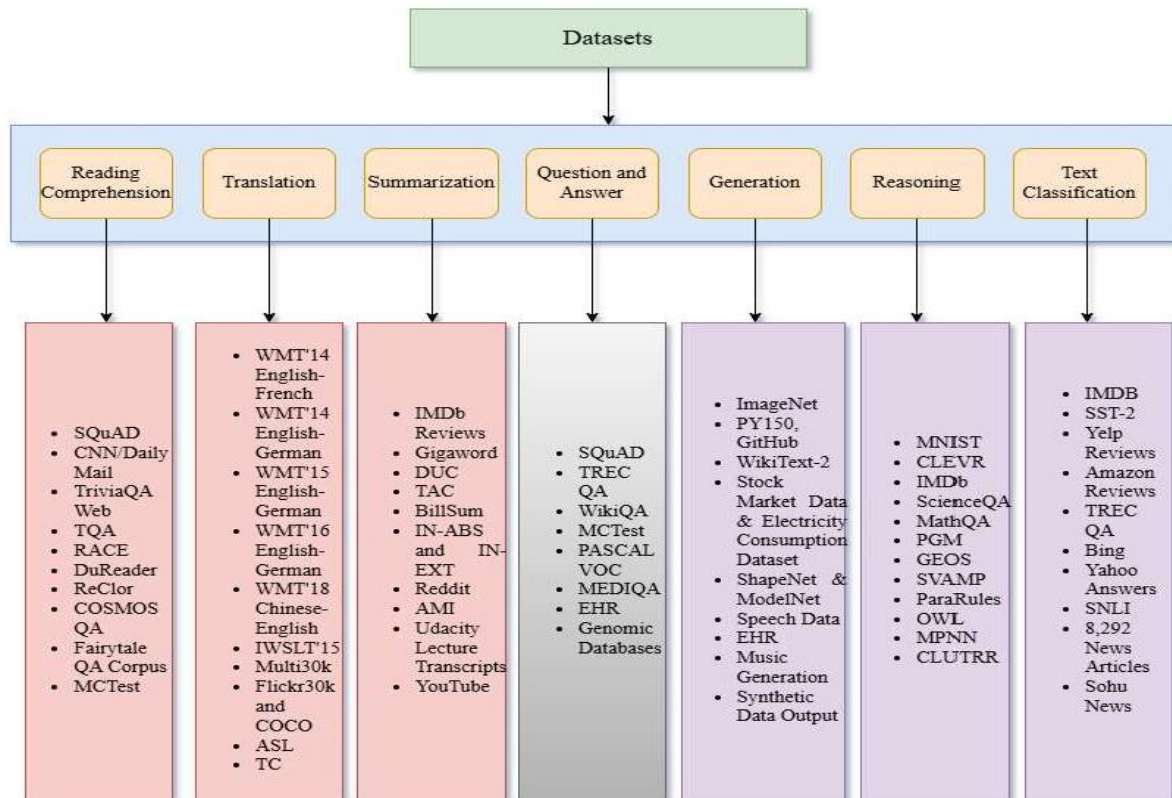 Datasets
Reading
Comprehension
Translation
Summarization
Question and
Answer
Generation
Reasoning
Text
Classification
• SQuAD
• CNN/Daily
Mail
• TriviaQA
Web
• TQA
• RACE
• DuReader
• ReClor
• COSMOS
QA
• Fairytale
QA Corpus
• MCTest
• WMT'14
English-
French
• WMT'14
English-
German
• WMT'15
English-
German
• WMT'16
English-
German
• WMT'18
Chinese-
English
• IWSLT'15
• Multi30k
• Flickr30k
and
COCO
• ASL
• TC
• IMDb
Reviews
• Gigaword
• DUC
• TAC
• BillSum
• IN-ABS
and IN-
EXT
• Reddit
• AMI
• Udacity
Lecture
Transcripts
• YouTube
• SQuAD
• TREC
QA
• WikiQA
• MCTest
• PASCAL
VOC
• MEDIQA
• EHR
• Genomic
Databases
• ImageNet
• PY150,
GitHub
• WikiText-2
• Stock
Market Data
& Electricity
Consumption
Dataset
• ShapeNet &
ModelNet
• Speech Data
• EHR
• Music
Generation
• Synthetic
Data Output
• MNIST
• CLEVR
• IMDb
• ScienceQA
• MathQA
• PGM
• GEOS
• SVAMP
• ParaRules
• OWL
• MPNN
• CLUTRR
• IMDB
• SST-2
• Yelp
Reviews
• Amazon
Reviews
• TREC
QA
• Bing
• Yahoo
Answers
• SNLI
• 8,292
News
Articles
• Sohu
News